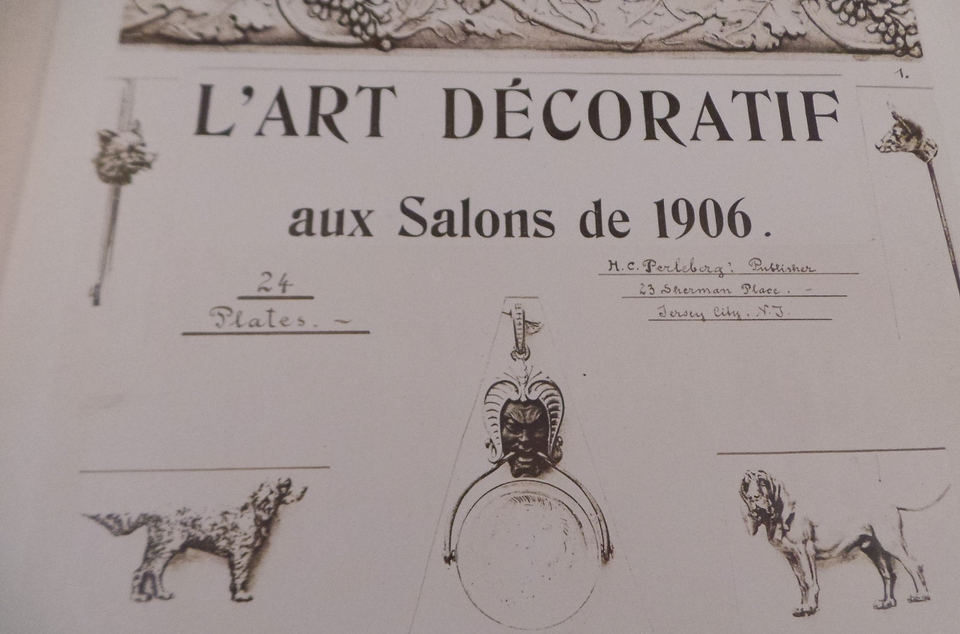 1.
L'ART DÉCORATIF
aux Salons de 1906.
24
Plates. –
H. C. Perleberg: Publisher
23 Sherman Place. –
Jersey City. N.J.